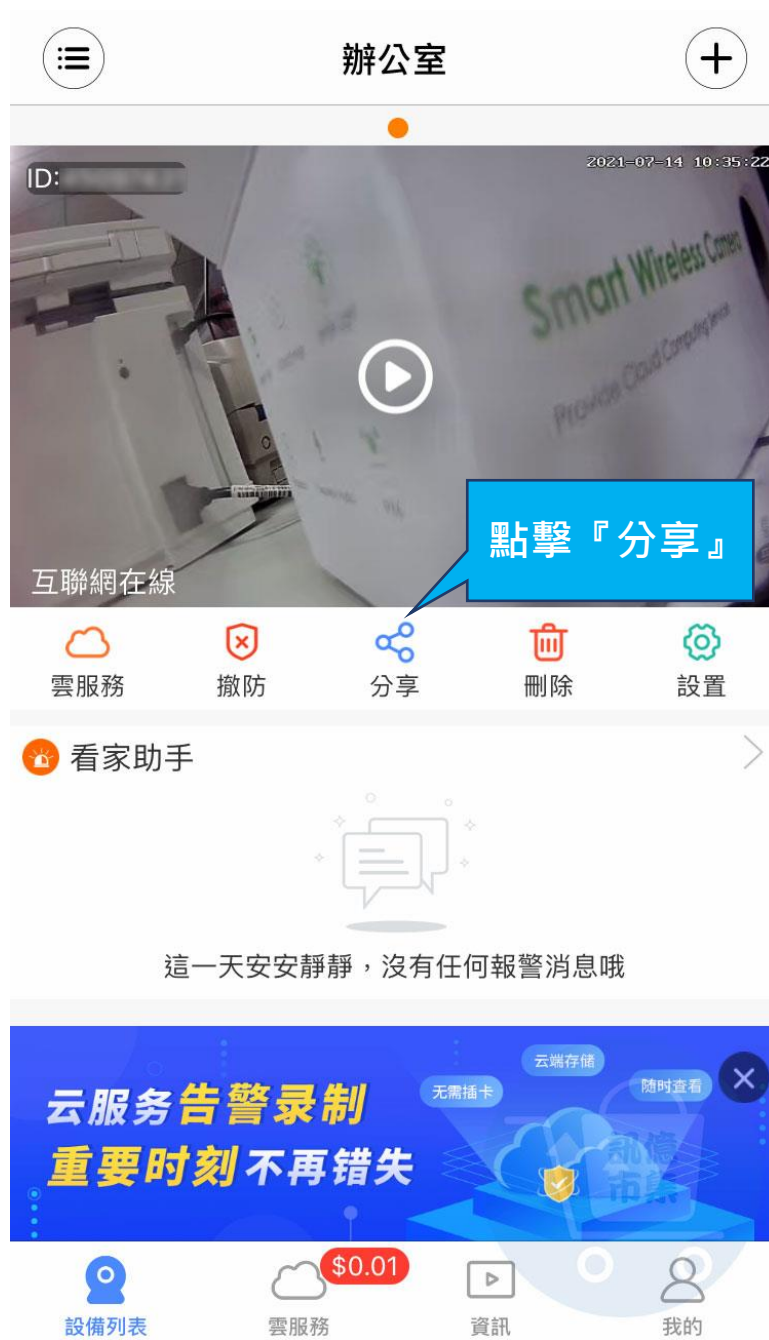 辦公室
ID:
2021-07-14 10:35:22
Smart Wireless Camera
Provide Cloud Computing Service
點擊『分享』
互聯網在線
雲服務
撤防
分享
刪除
設置
看家助手
這一天安安靜靜，沒有任何報警消息哦
云端存储
无需插卡
随时查看
云服务告警录制
重要时刻不再错失
訊億
市集
$0.01
設備列表
雲服務
資訊
我的